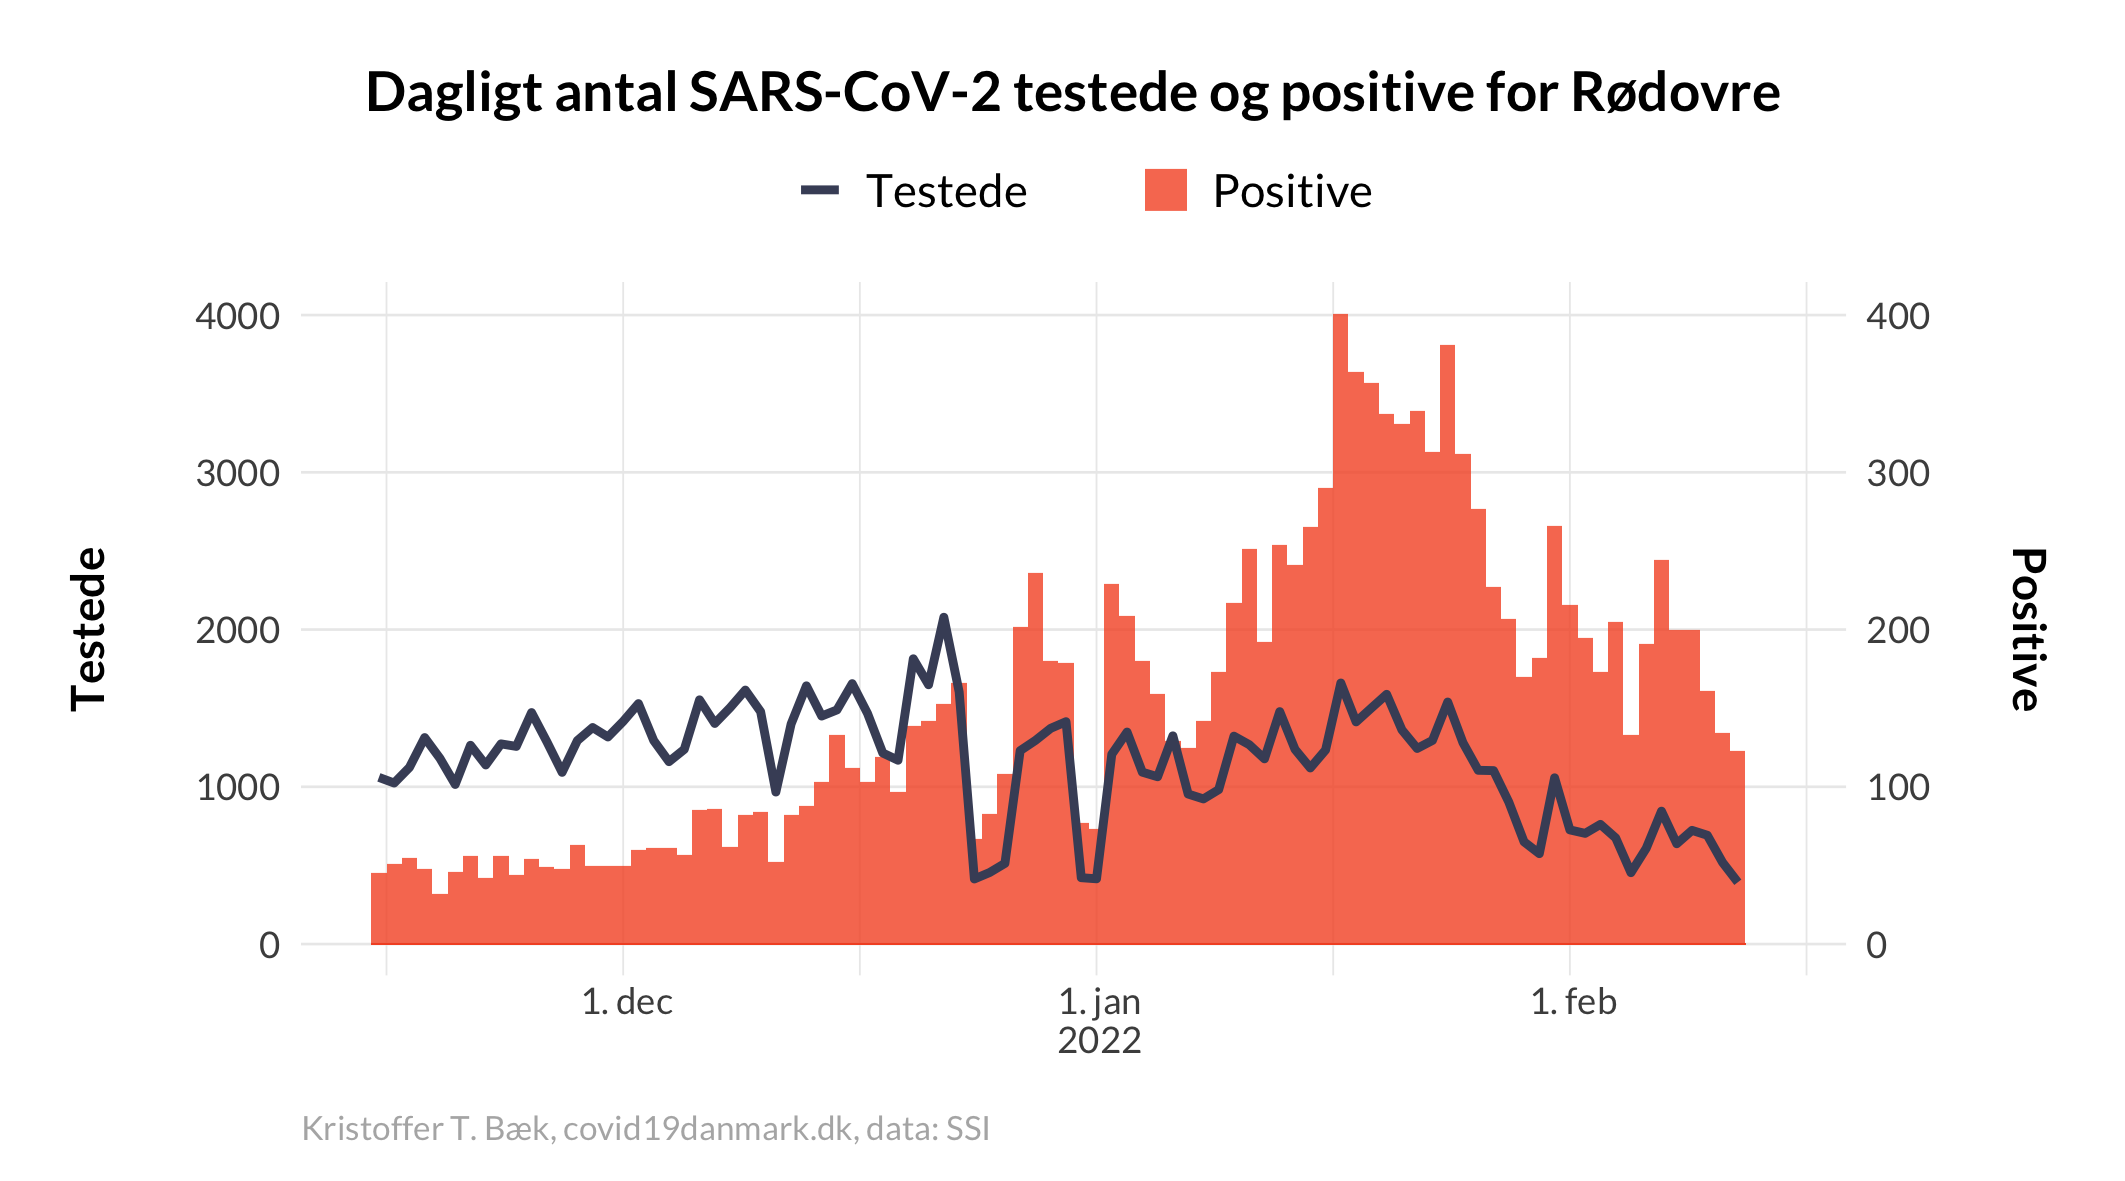 Dagligt antal SARS-CoV-2 testede og positive for Rødovre
Testede
Positive
4000
3000
2000
1000
0
Testede
400
300
200
100
0
Positive
1. dec
1. jan
2022
1. feb
Kristoffer T. Bæk, covid19danmark.dk, data: SSI